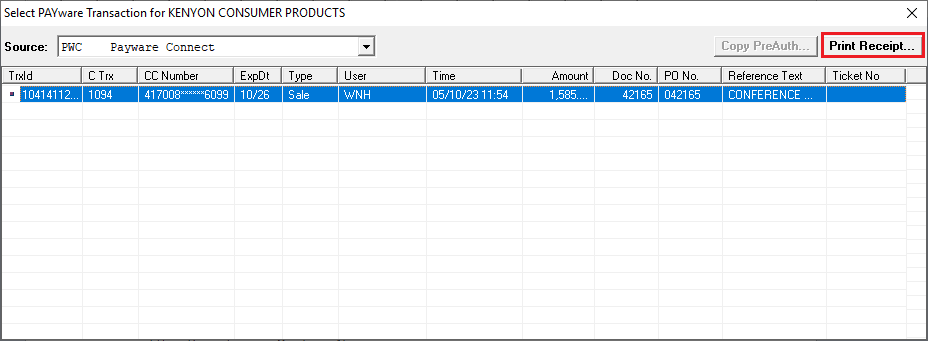 Select PAYware Transaction for KENYON CONSUMER PRODUCTS
Source: PWC Payware Connect Copy PreAuth... Print Receipt...
TrxId C Trx CC Number ExpDt Type User Time Amount Doc No. PO No. Reference Text Ticket No
10414112... 1094 417008******6099 10/26 Sale WNH 05/10/23 11:54 1,585.... 42165 042165 CONFERENCE ...